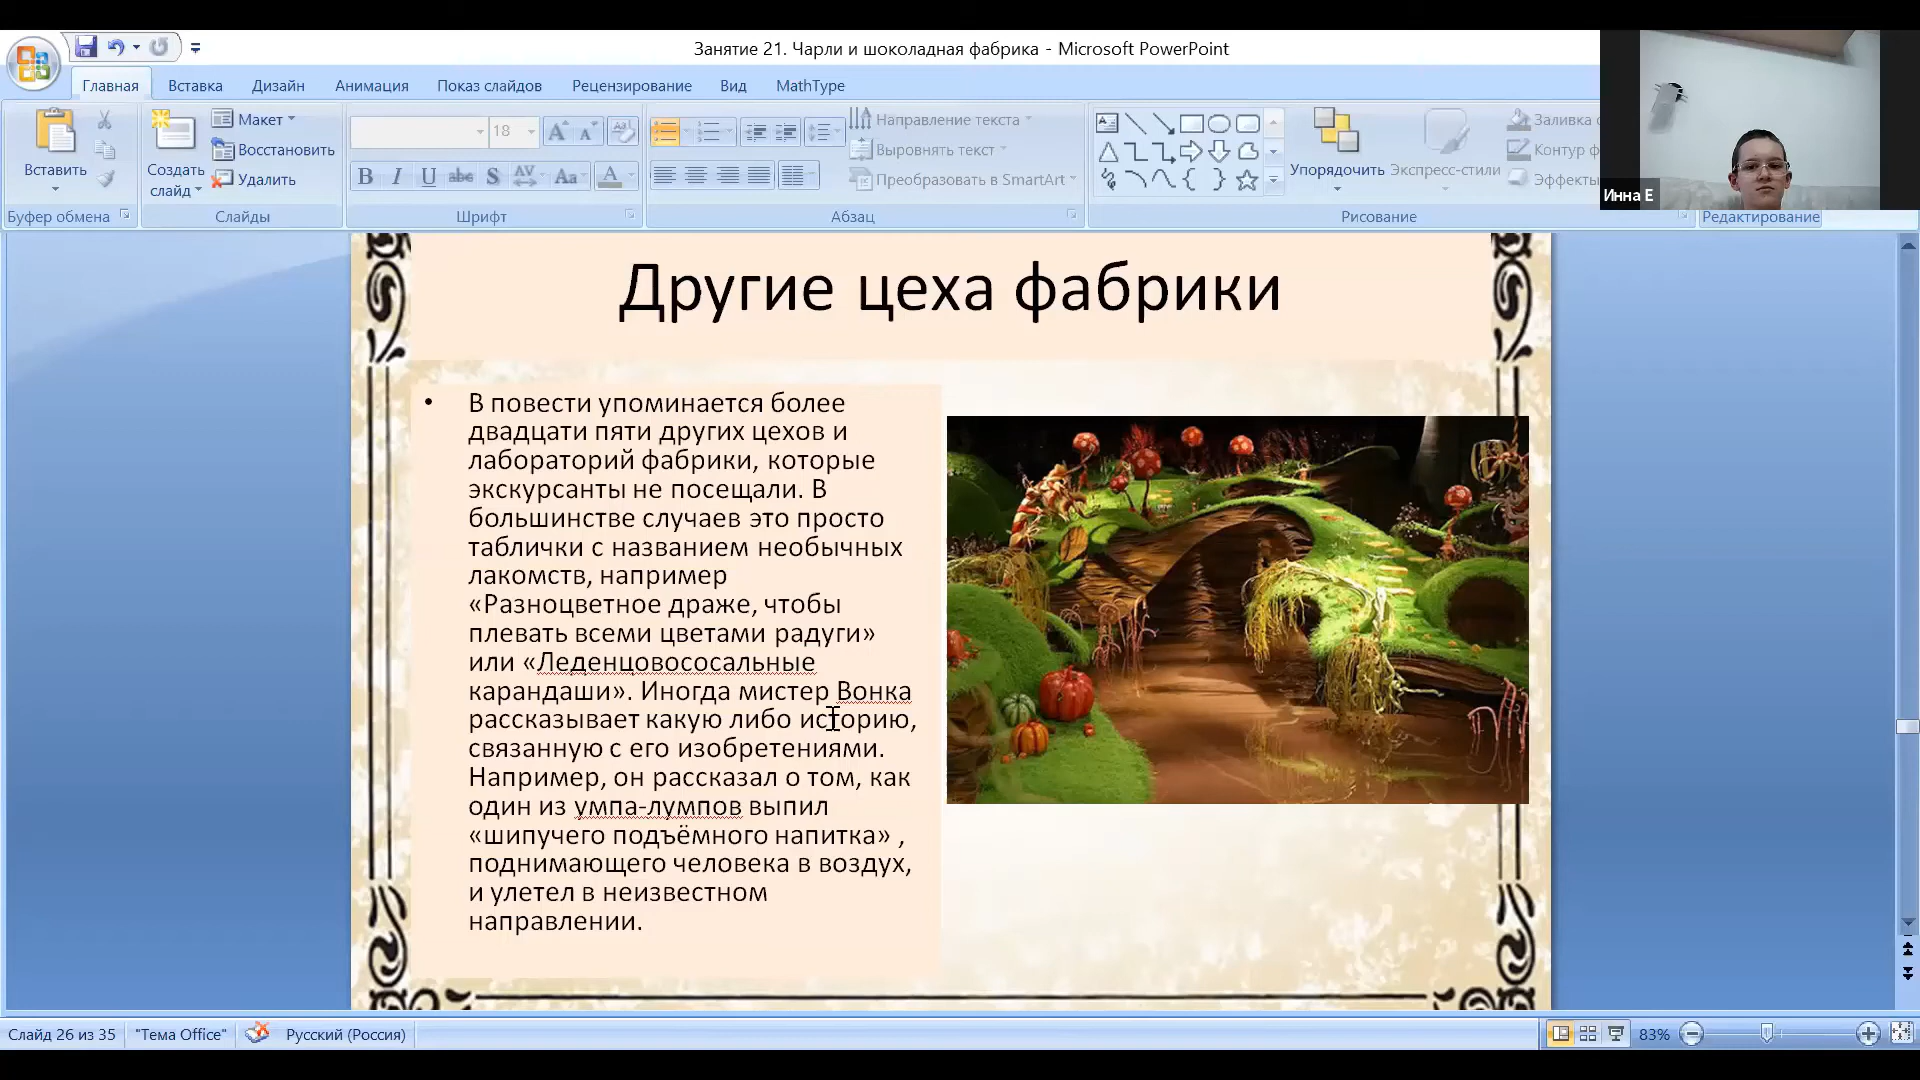 Занятие 21. Чарли и шоколадная фабрика - Microsoft PowerPoint
Главная Вставка Дизайн Анимация Показ слайдов Рецензирование Вид MathType
Вставить
Буфер обмена
Создать слайд
Макет
Восстановить
Удалить
Слайды
18
Шрифт
Направление текста
Выровнять текст
Преобразовать в SmartArt
Абзац
Упорядочить
Экспресс-стили
Заливка
Контур
Эффекты
Рисование
Редактирование
Инна Е
Другие цеха фабрики
• В повести упоминается более
двадцати пяти других цехов и
лабораторий фабрики, которые
экскурсанты не посещали. В
большинстве случаев это просто
таблички с названием необычных
лакомств, например
«Разноцветное драже, чтобы
плевать всеми цветами радуги»
или «Леденцовососальные
карандаши». Иногда мистер Вонка
рассказывает какую либо историю,
связанную с его изобретениями.
Например, он рассказал о том, как
один из умпа-лумпов выпил
«шипучего подъёмного напитка» ,
поднимающего человека в воздух,
и улетел в неизвестном
направлении.
Слайд 26 из 35 "Тема Office" Русский (Россия) 83%